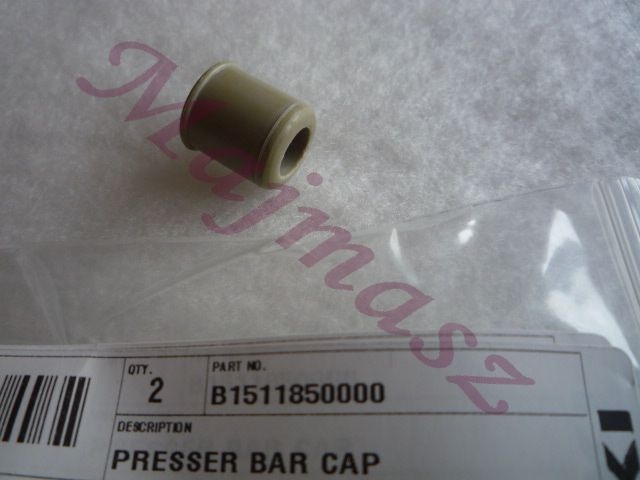 Majmasz
QTY.
2
PART NO.
B1511850000
DESCRIPTION
PRESSER BAR CAP